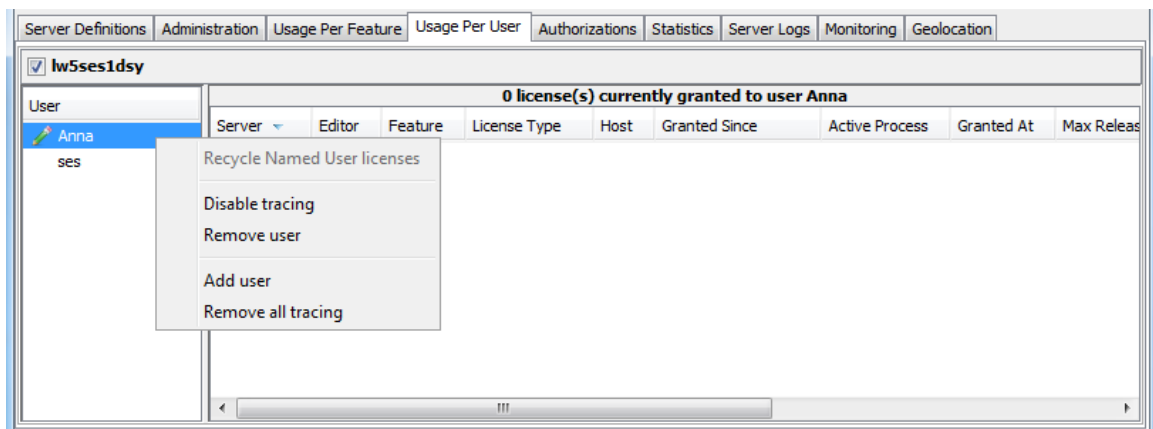 Server Definitions Administration Usage Per Feature Usage Per User Authorizations Statistics Server Logs Monitoring Geolocation
lw5ses1dsy
User
0 license(s) currently granted to user Anna
Server Editor Feature License Type Host Granted Since Active Process Granted At Max Releas
Anna
ses
Recycle Named User licenses
Disable tracing
Remove user
Add user
Remove all tracing